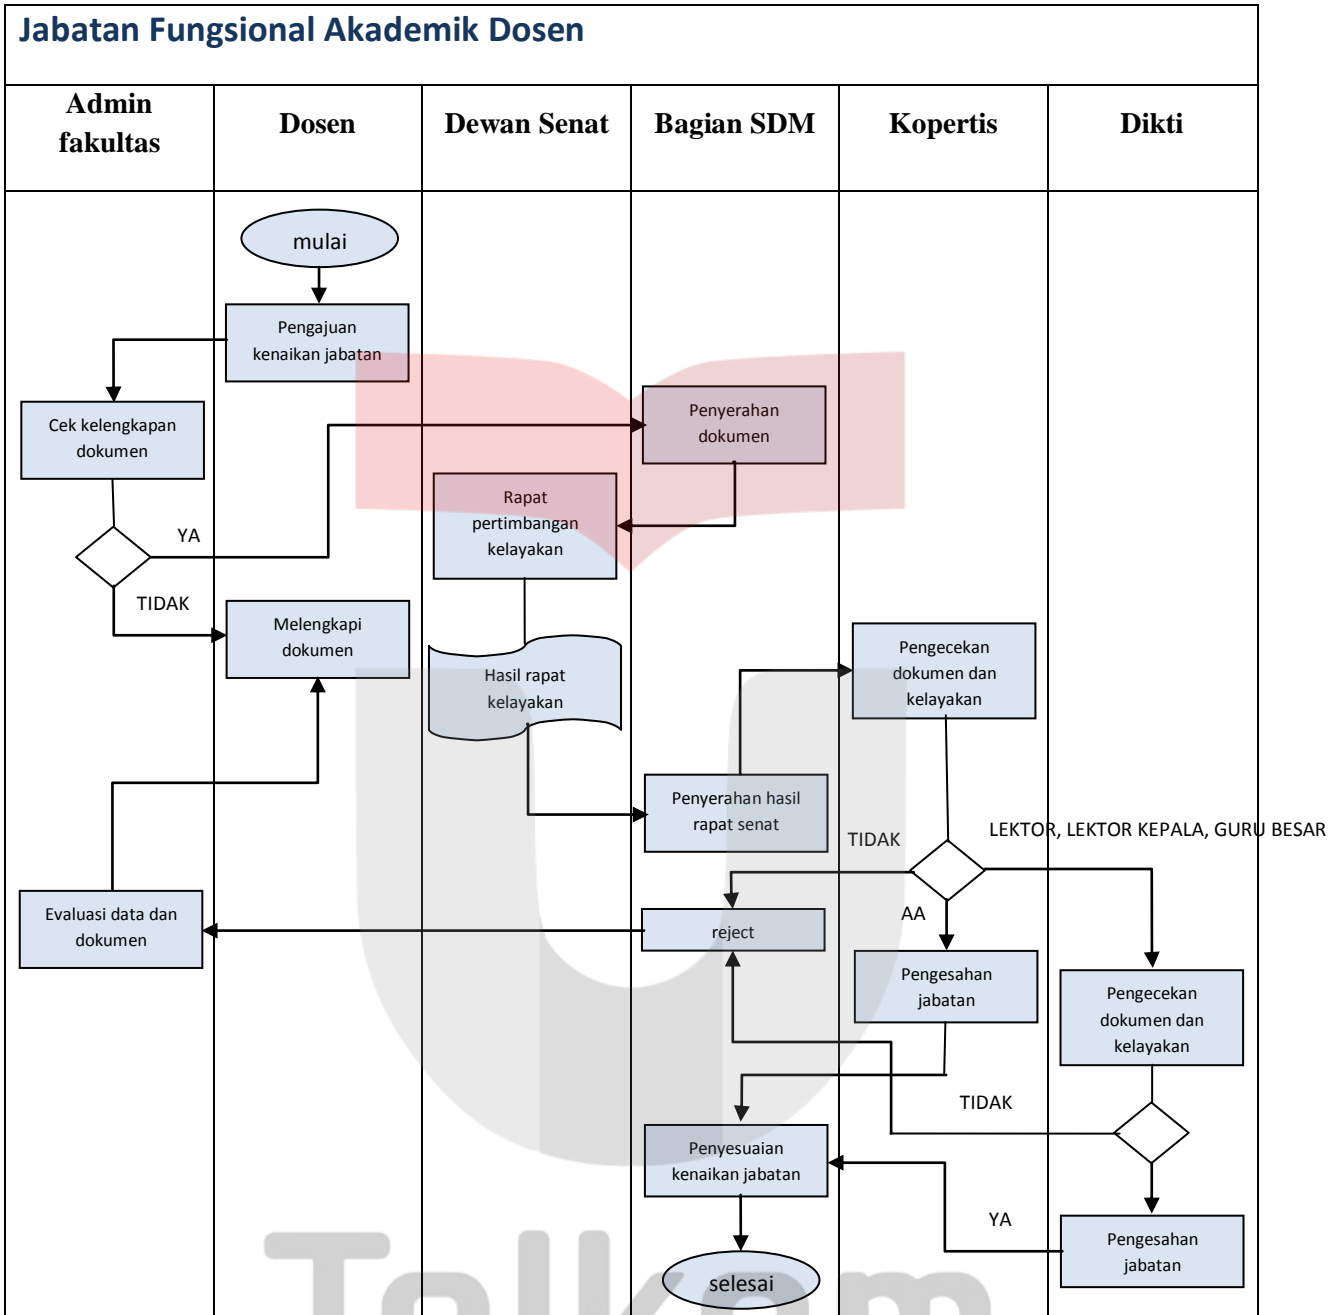 Jabatan Fungsional Akademik Dosen
Admin
fakultas
Dosen
Dewan Senat
Bagian SDM
Kopertis
Dikti
mulai
Pengajuan
kenaikan jabatan
Cek kelengkapan
dokumen
Penyerahan
dokumen
Rapat
pertimbangan
kelayakan
YA
TIDAK
Melengkapi
dokumen
Hasil rapat
kelayakan
Pengecekan
dokumen dan
kelayakan
Penyerahan hasil
rapat senat
TIDAK
LEKTOR, LEKTOR KEPALA, GURU BESAR
AA
Evaluasi data dan
dokumen
reject
Pengesahan
jabatan
Pengecekan
dokumen dan
kelayakan
TIDAK
Penyesuaian
kenaikan jabatan
YA
Pengesahan
jabatan
selesai
Telkom